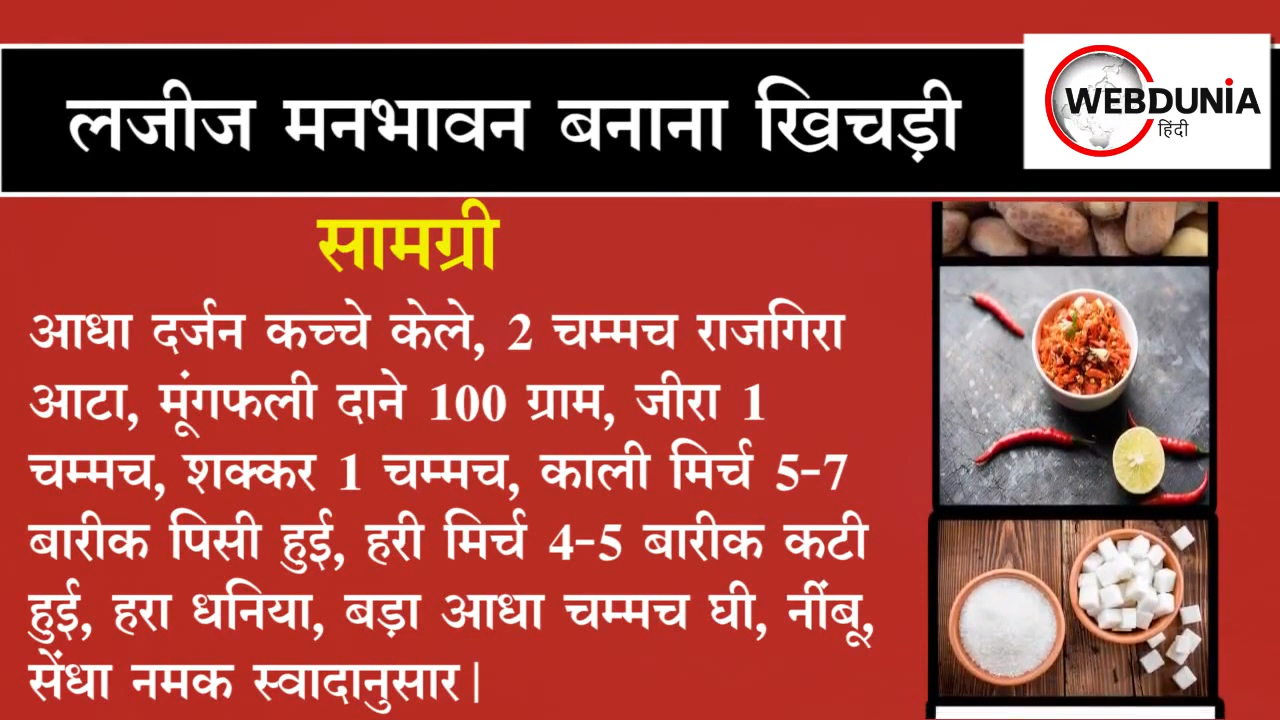 लजीज मनभावन बनाना खिचड़ी
WEBDUNIA
हिंदी
सामग्री
आधा दर्जन कच्चे केले, 2 चम्मच राजगिरा
आटा, मूंगफली दाने 100 ग्राम, जीरा 1
चम्मच, शक्कर 1 चम्मच, काली मिर्च 5-7
बारीक पिसी हुई, हरी मिर्च 4-5 बारीक कटी
हुई, हरा धनिया, बड़ा आधा चम्मच घी, नींबू,
सेंधा नमक स्वादानुसार|